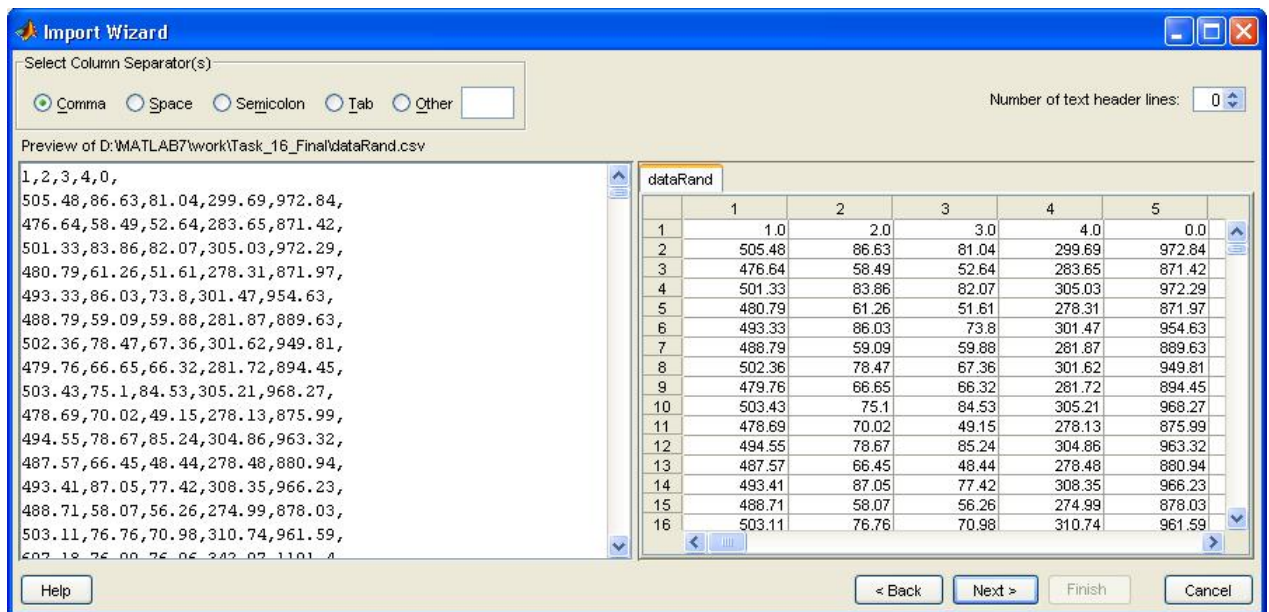 Import Wizard
Select Column Separator(s)
Comma Space Semicolon Tab Other
Number of text header lines: 0
Preview of D:\MATLAB7\work\Task_16_Final\dataRand.csv
1,2,3,4,0,
505.48,86.63,81.04,299.69,972.84,
476.64,58.49,52.64,283.65,871.42,
501.33,83.86,82.07,305.03,972.29,
480.79,61.26,51.61,278.31,871.97,
493.33,86.03,73.8,301.47,954.63,
488.79,59.09,59.88,281.87,889.63,
502.36,78.47,67.36,301.62,949.81,
479.76,66.65,66.32,281.72,894.45,
503.43,75.1,84.53,305.21,968.27,
478.69,70.02,49.15,278.13,875.99,
494.55,78.67,85.24,304.86,963.32,
487.57,66.45,48.44,278.48,880.94,
493.41,87.05,77.42,308.35,966.23,
488.71,58.07,56.26,274.99,878.03,
503.11,76.76,70.98,310.74,961.59,
dataRand
1 2 3 4 5
1 1.0 2.0 3.0 4.0 0.0
2 505.48 86.63 81.04 299.69 972.84
3 476.64 58.49 52.64 283.65 871.42
4 501.33 83.86 82.07 305.03 972.29
5 480.79 61.26 51.61 278.31 871.97
6 493.33 86.03 73.8 301.47 954.63
7 488.79 59.09 59.88 281.87 889.63
8 502.36 78.47 67.36 301.62 949.81
9 479.76 66.65 66.32 281.72 894.45
10 503.43 75.1 84.53 305.21 968.27
11 478.69 70.02 49.15 278.13 875.99
12 494.55 78.67 85.24 304.86 963.32
13 487.57 66.45 48.44 278.48 880.94
14 493.41 87.05 77.42 308.35 966.23
15 488.71 58.07 56.26 274.99 878.03
16 503.11 76.76 70.98 310.74 961.59
Help < Back Next > Finish Cancel